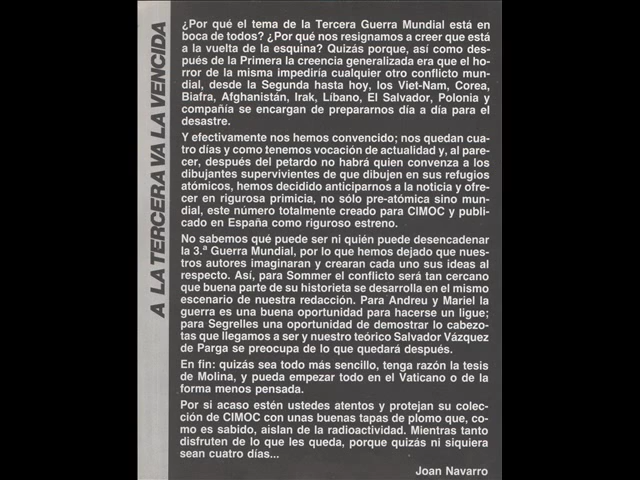 A LA TERCERA VA LA VENCIDA
¿Por qué el tema de la Tercera Guerra Mundial está en
boca de todos? ¿Por qué nos resignamos a creer que está
a la vuelta de la esquina? Quizás porque, así como des-
pués de la Primera la creencia generalizada era que el ho-
rror de la misma impediría cualquier otro conflicto mun-
dial, desde la Segunda hasta hoy, los Viet-Nam, Corea,
Biafra, Afghanistán, Irak, Líbano, El Salvador, Polonia y
compañía se encargan de prepararnos día a día para el
desastre.
Y efectivamente nos hemos convencido; nos quedan cua-
tro días y como tenemos vocación de actualidad y, al pare-
cer, después del petardo no habrá quien convenza a los
dibujantes supervivientes de que dibujen en sus refugios
atómicos, hemos decidido anticiparnos a la noticia y ofre-
cer en rigurosa primicia, no sólo pre-atómica sino mun-
dial, este número totalmente creado para CIMOC y publi-
cado en España como riguroso estreno.
No sabemos qué puede ser ni quién puede desencadenar
la 3.ª Guerra Mundial, por lo que hemos dejado que nues-
tros autores imaginaran y crearan cada uno sus ideas al
respecto. Así, para Sommer el conflicto será tan cercano
que buena parte de su historieta se desarrolla en el mismo
escenario de nuestra redacción. Para Andreu y Mariel la
guerra es una buena oportunidad para hacerse un ligue;
para Segrelles una oportunidad de demostrar lo cabezo-
tas que llegamos a ser y nuestro teórico Salvador Vázquez
de Parga se preocupa de lo que quedará después.
En fin: quizás sea todo más sencillo, tenga razón la tesis
de Molina, y pueda empezar todo en el Vaticano o de la
forma menos pensada.
Por si acaso estén ustedes atentos y protejan su colec-
ción de CIMOC con unas buenas tapas de plomo que, co-
mo es sabido, aislan de la radioactividad. Mientras tanto
disfruten de lo que les queda, porque quizás ni siquiera
sean cuatro días...
Joan Navarro